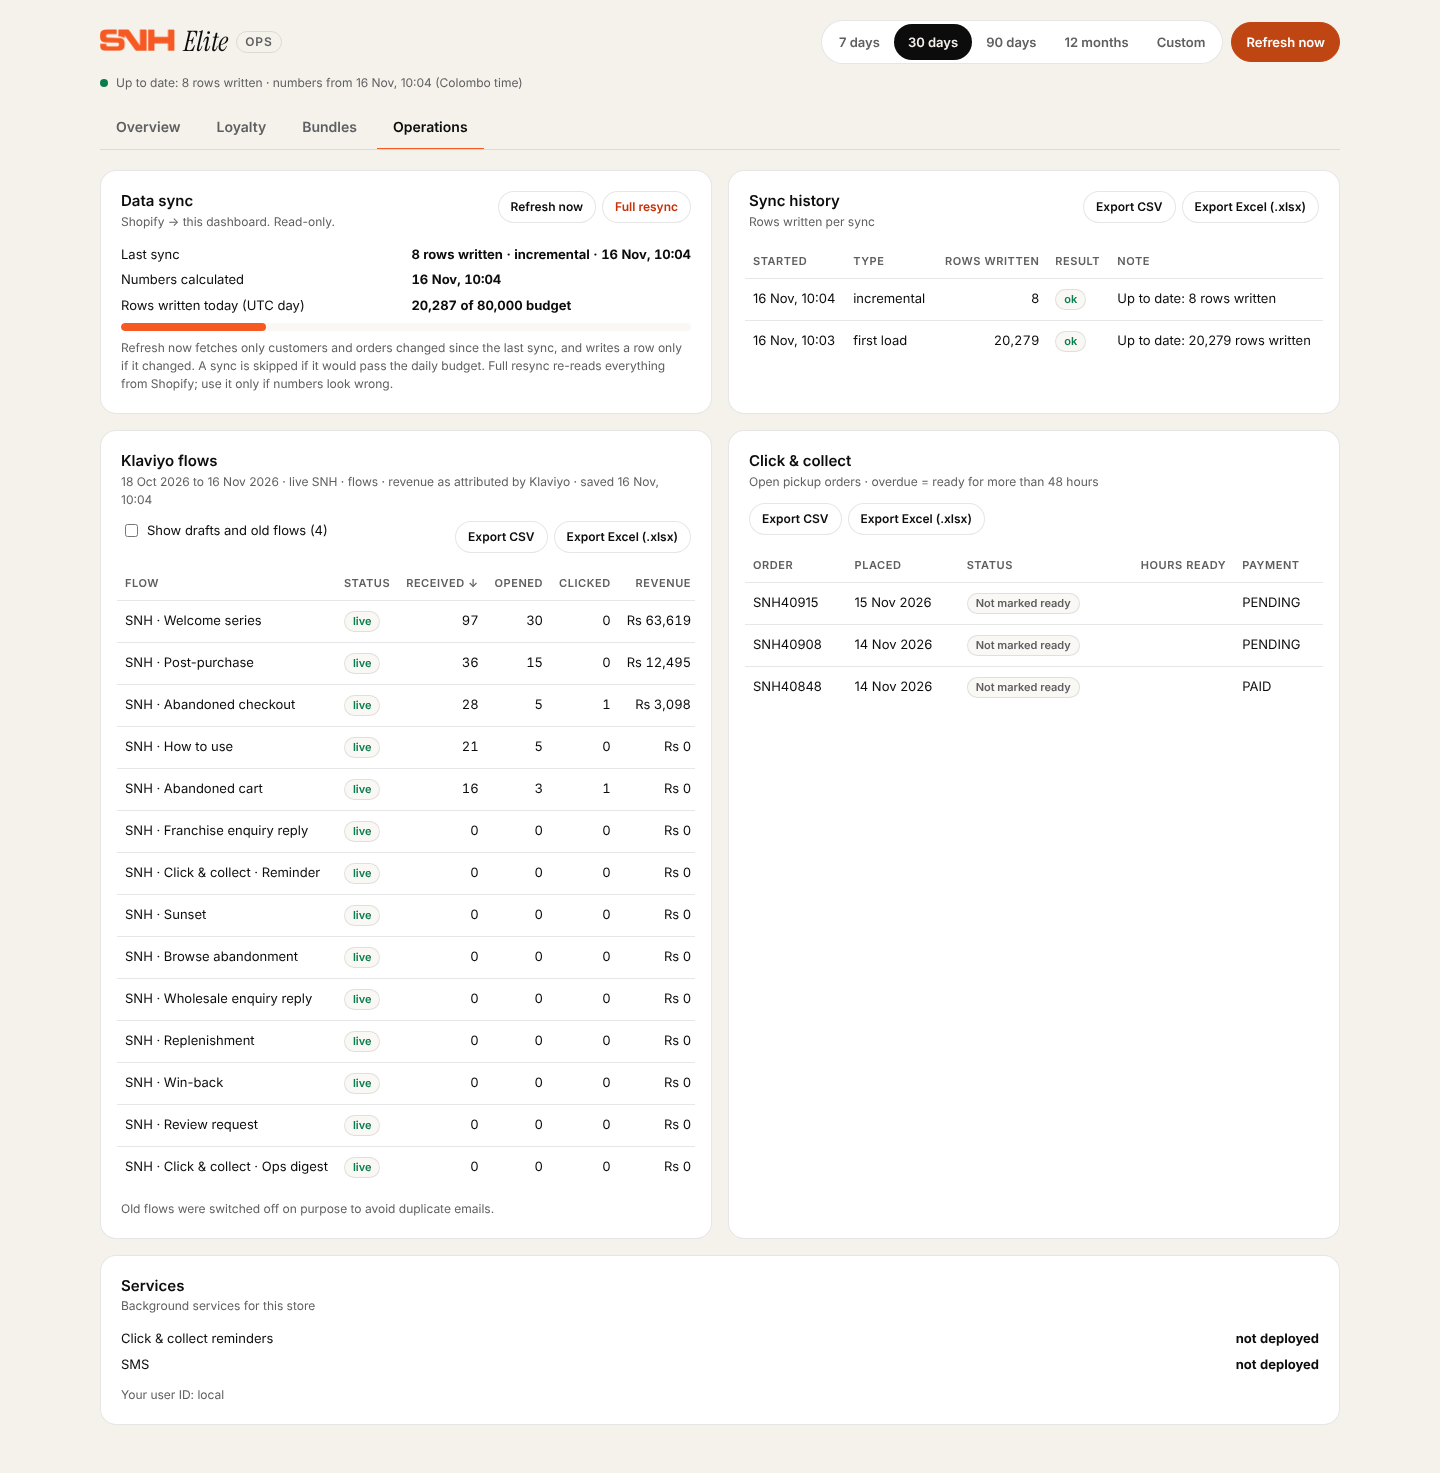 SNH Elite OPS
7 days 30 days 90 days 12 months Custom Refresh now
Up to date: 8 rows written · numbers from 16 Nov, 10:04 (Colombo time)
Overview Loyalty Bundles Operations
Data sync
Shopify → this dashboard. Read-only.
Refresh now Full resync
Last sync 8 rows written · incremental · 16 Nov, 10:04
Numbers calculated 16 Nov, 10:04
Rows written today (UTC day) 20,287 of 80,000 budget
Refresh now fetches only customers and orders changed since the last sync, and writes a row only
if it changed. A sync is skipped if it would pass the daily budget. Full resync re-reads everything
from Shopify; use it only if numbers look wrong.
Sync history
Rows written per sync
Export CSV Export Excel (.xlsx)
STARTED TYPE ROWS WRITTEN RESULT NOTE
16 Nov, 10:04 incremental 8 ok Up to date: 8 rows written
16 Nov, 10:03 first load 20,279 ok Up to date: 20,279 rows written
Klaviyo flows
18 Oct 2026 to 16 Nov 2026 · live SNH · flows · revenue as attributed by Klaviyo · saved 16 Nov,
10:04
Show drafts and old flows (4) Export CSV Export Excel (.xlsx)
FLOW STATUS RECEIVED ↓ OPENED CLICKED REVENUE
SNH · Welcome series live 97 30 0 Rs 63,619
SNH · Post-purchase live 36 15 0 Rs 12,495
SNH · Abandoned checkout live 28 5 1 Rs 3,098
SNH · How to use live 21 5 0 Rs 0
SNH · Abandoned cart live 16 3 1 Rs 0
SNH · Franchise enquiry reply live 0 0 0 Rs 0
SNH · Click & collect · Reminder live 0 0 0 Rs 0
SNH · Sunset live 0 0 0 Rs 0
SNH · Browse abandonment live 0 0 0 Rs 0
SNH · Wholesale enquiry reply live 0 0 0 Rs 0
SNH · Replenishment live 0 0 0 Rs 0
SNH · Win-back live 0 0 0 Rs 0
SNH · Review request live 0 0 0 Rs 0
SNH · Click & collect · Ops digest live 0 0 0 Rs 0
Old flows were switched off on purpose to avoid duplicate emails.
Click & collect
Open pickup orders · overdue = ready for more than 48 hours
Export CSV Export Excel (.xlsx)
ORDER PLACED STATUS HOURS READY PAYMENT
SNH40915 15 Nov 2026 Not marked ready PENDING
SNH40908 14 Nov 2026 Not marked ready PENDING
SNH40848 14 Nov 2026 Not marked ready PAID
Services
Background services for this store
Click & collect reminders not deployed
SMS not deployed
Your user ID: local